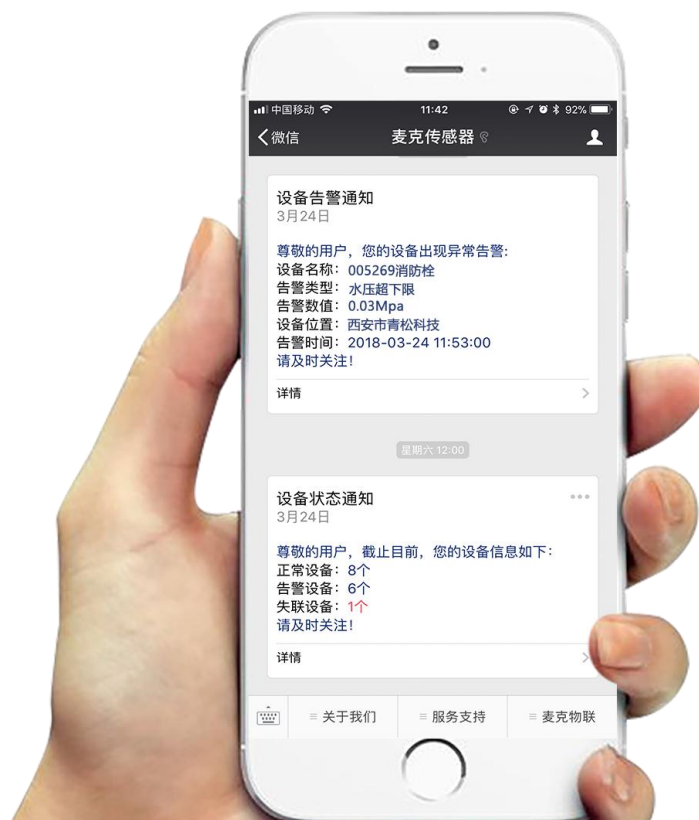 中国移动
11:42
92%
微信
麦克传感器
设备告警通知
3月24日
尊敬的用户，您的设备出现异常告警：
设备名称：005269消防栓
告警类型：水压超下限
告警数值：0.03Mpa
设备位置：西安市青松科技
告警时间：2018-03-24 11:53:00
请及时关注！
详情
星期六 12:00
设备状态通知
3月24日
尊敬的用户，截止目前，您的设备信息如下：
正常设备：8个
告警设备：6个
失联设备：1个
请及时关注！
详情
关于我们
服务支持
麦克物联